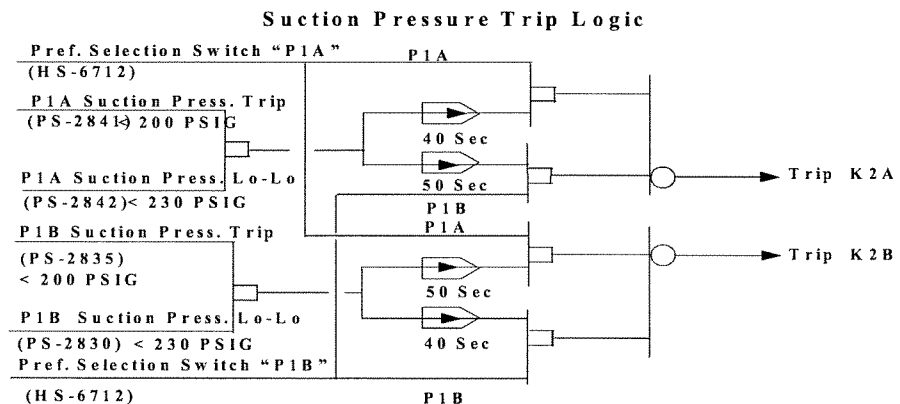 Suction Pressure Trip Logic
Pref. Selection Switch “P1A”
P1A
(HS-6712)
P1A Suction Press. Trip
(PS-2841)< 200 PSIG
40 Sec
P1A Suction Press. Lo-Lo
50 Sec
Trip K2A
(PS-2842)< 230 PSIG
P1B
P1B Suction Press. Trip
P1A
(PS-2835)
Trip K2B
< 200 PSIG
50 Sec
P1B Suction Press. Lo-Lo
(PS-2830) < 230 PSIG
40 Sec
Pref. Selection Switch “P1B”
(HS-6712)
P1B